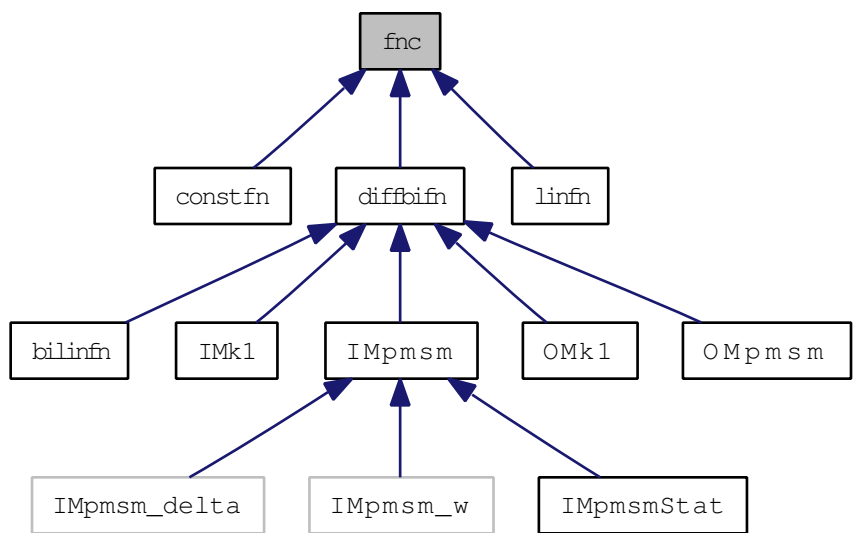 fnc
constfn
diffbifn
linfn
bilinfn
IMk1
IMpmsm
OMk1
OMpmsm
IMpmsm_delta
IMpmsm_w
IMpmsmStat